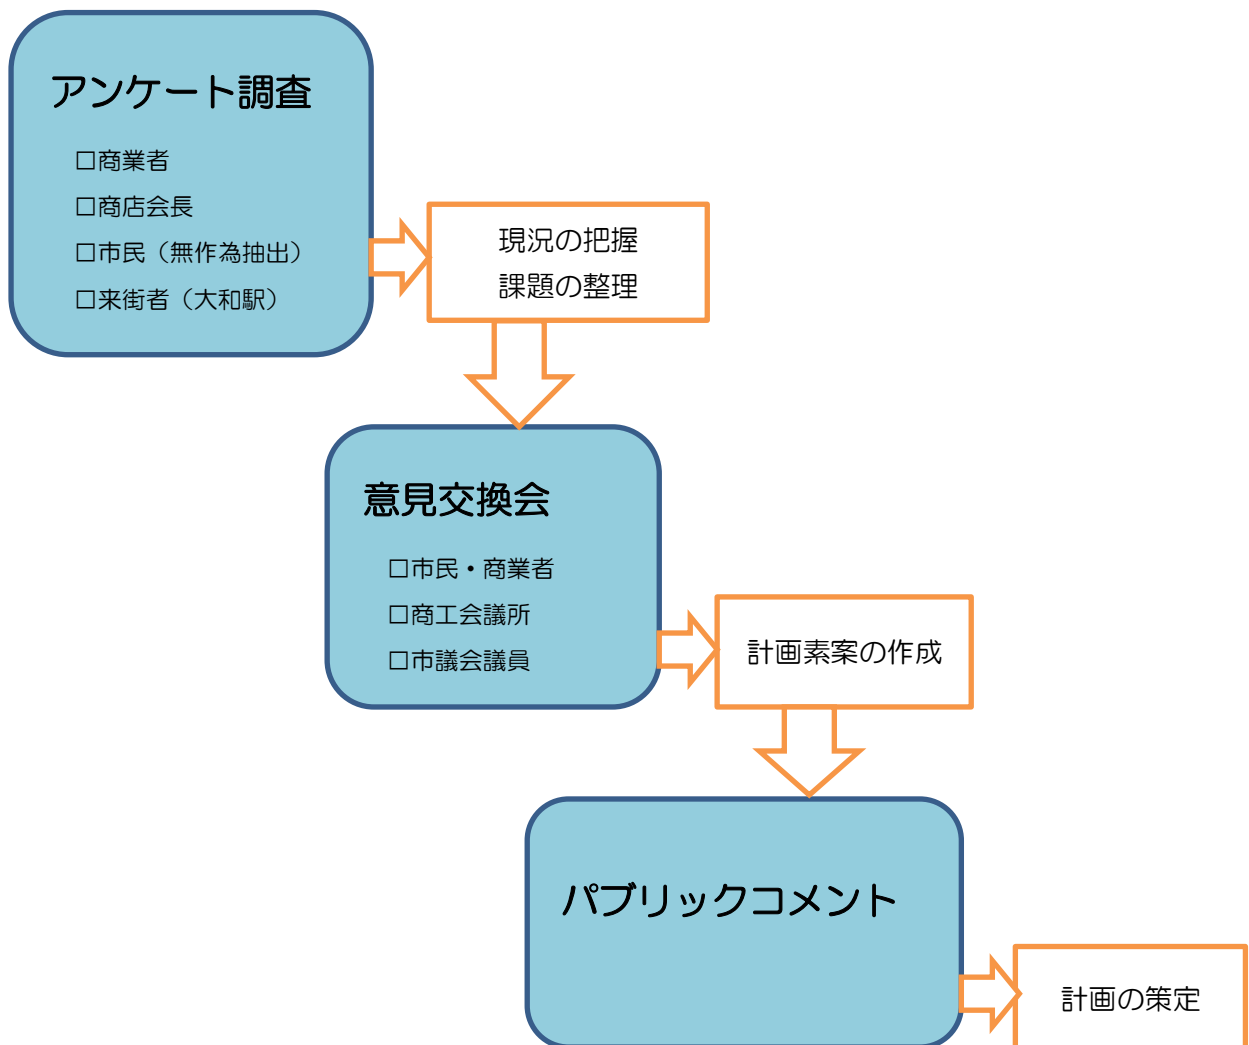 アンケート調査
□商業者
□商店会長
□市民（無作為抽出）
□来街者（大和駅）
現況の把握
課題の整理
意見交換会
□市民・商業者
□商工会議所
□市議会議員
計画素案の作成
パブリックコメント
計画の策定